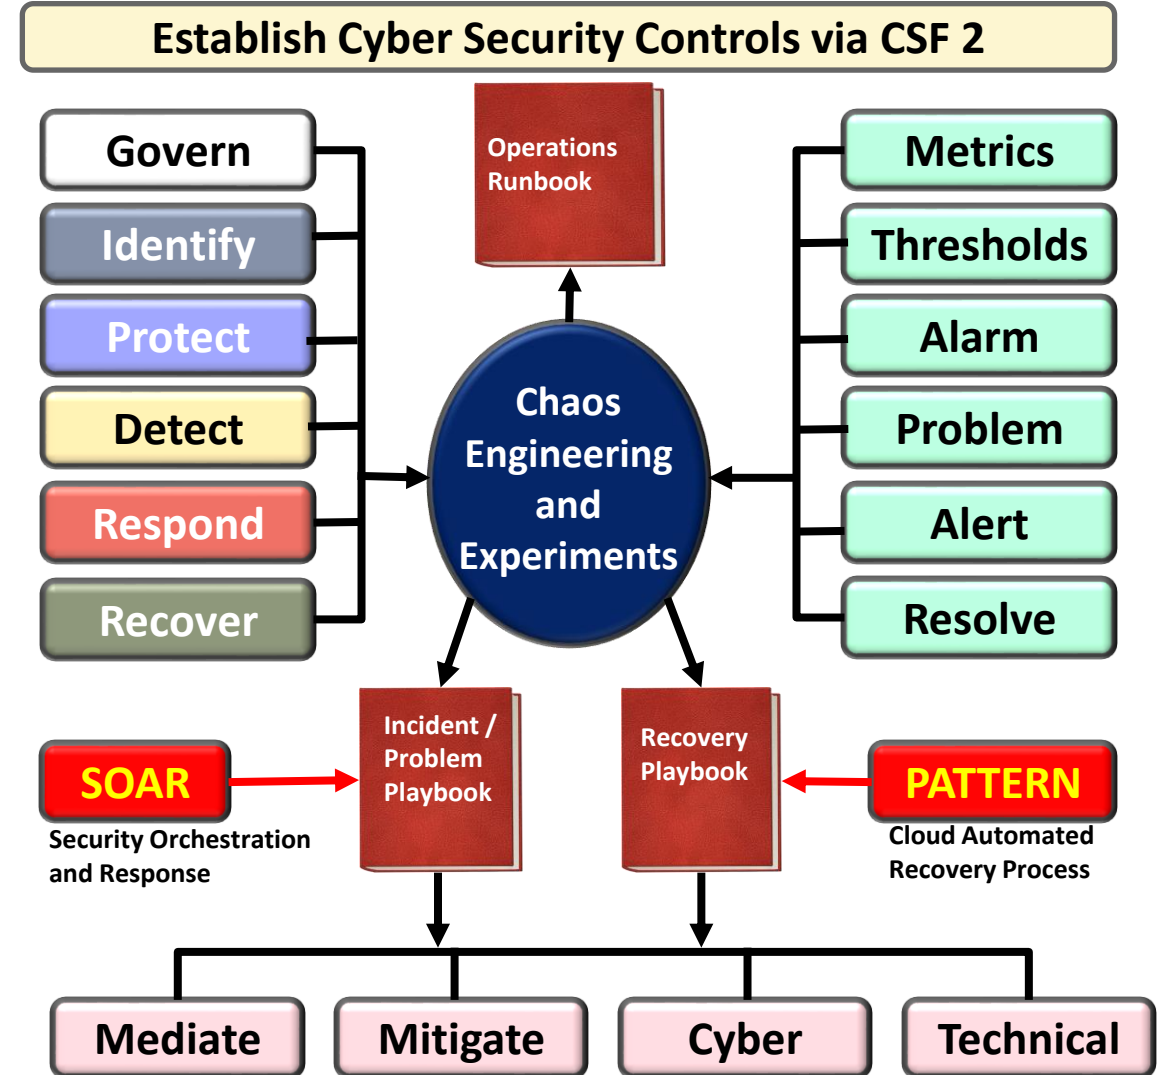 Establish Cyber Security Controls via CSF 2
Operations
Runbook
Govern
Identify
Protect
Detect
Respond
Recover
Chaos
Engineering
and
Experiments
Metrics
Thresholds
Alarm
Problem
Alert
Resolve
SOAR
Security Orchestration
and Response
Incident /
Problem
Playbook
Recovery
Playbook
PATTERN
Cloud Automated
Recovery Process
Mediate
Mitigate
Cyber
Technical